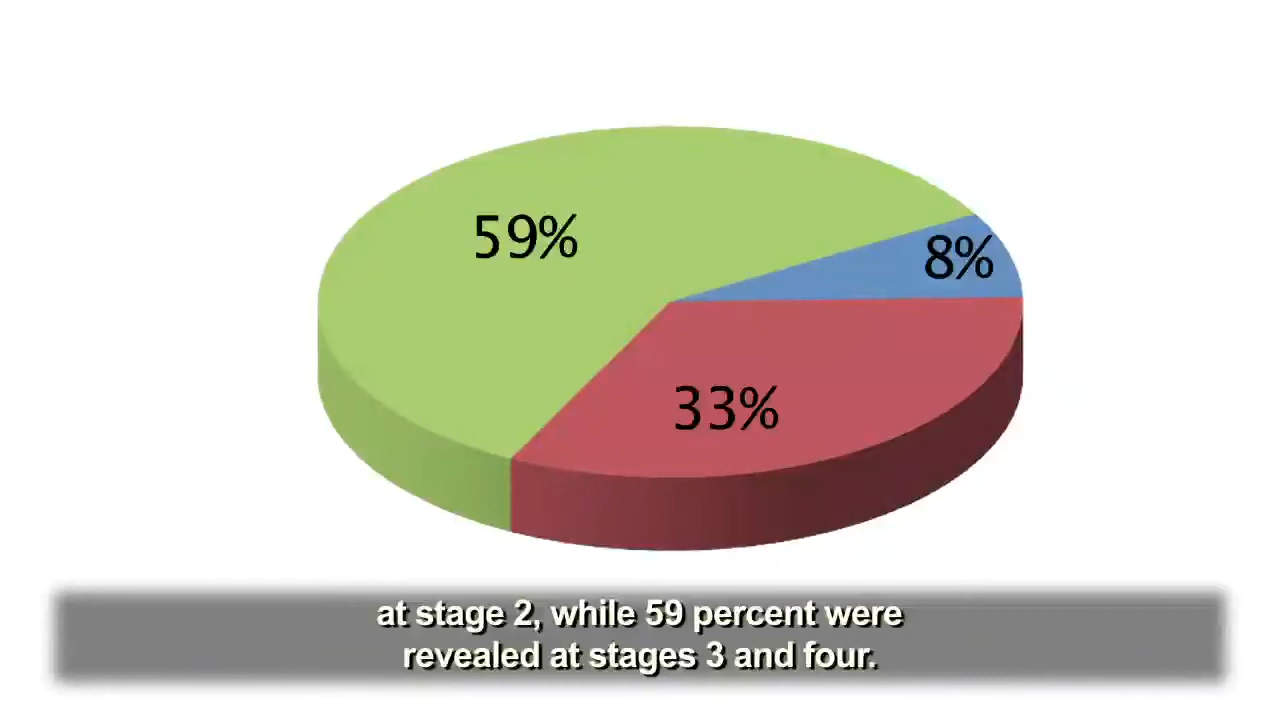 59%
8%
33%
at stage 2, while 59 percent were
revealed at stages 3 and four.